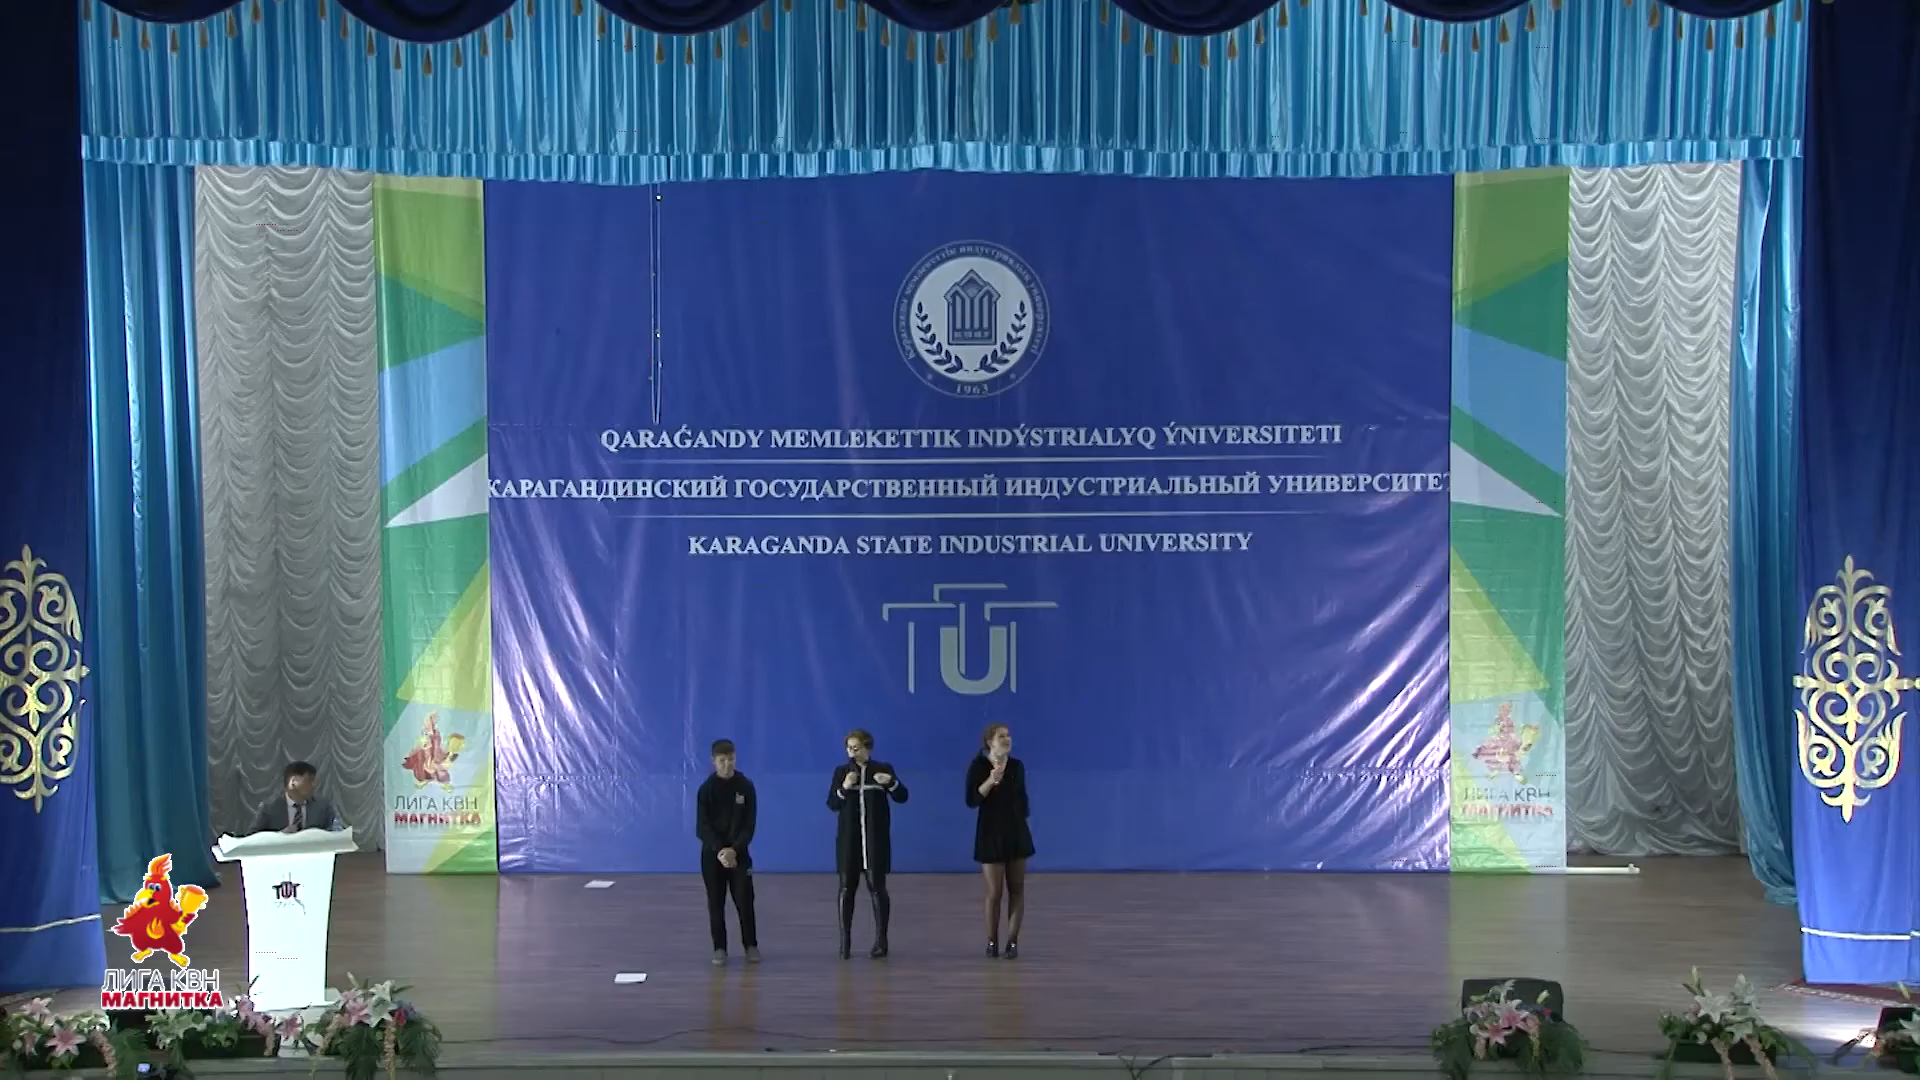 1963
QARAǴANDY MEMLEKETTIK INDÝSTRIALYQ ÝNIVERSITETI
КАРАГАНДИНСКИЙ ГОСУДАРСТВЕННЫЙ ИНДУСТРИАЛЬНЫЙ УНИВЕРСИТЕТ
KARAGANDA STATE INDUSTRIAL UNIVERSITY
ЛИГА КВН
МАГНИТКА
ЛИГА КВН
МАГНИТКА
ЛИГА КВН
МАГНИТКА